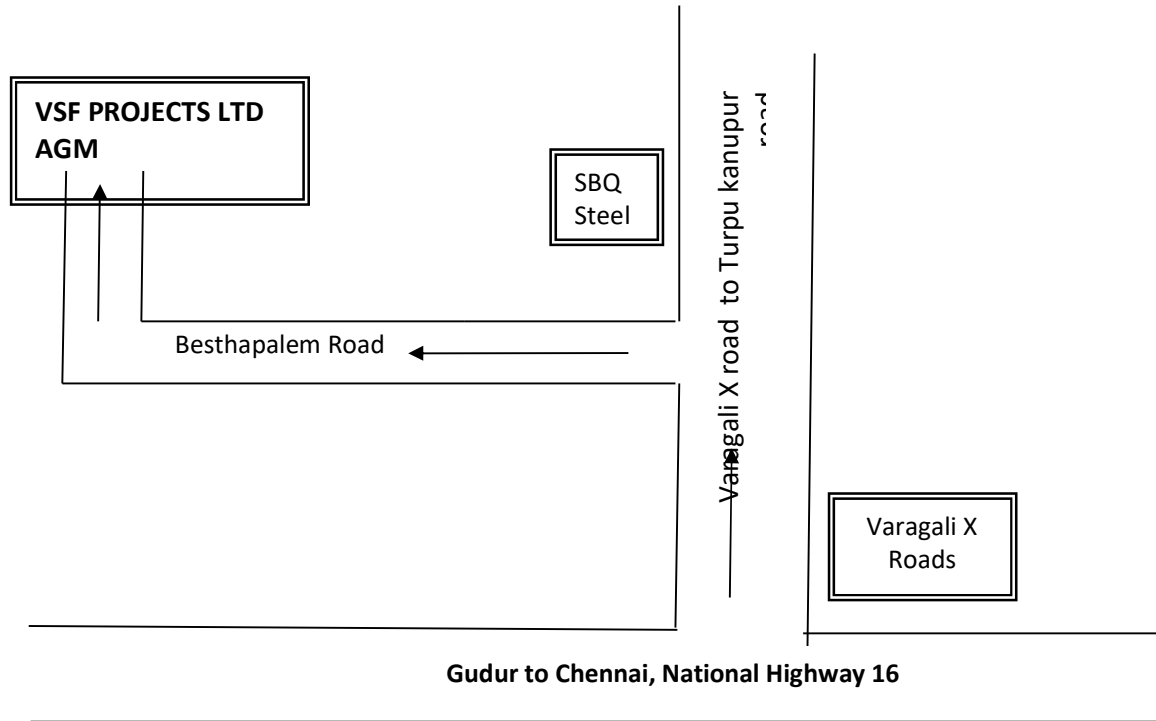 VSF PROJECTS LTD
AGM
SBQ
Steel
Varagali X road to Turpu kanupur
road
Besthapalem Road
Varagali X
Roads
Gudur to Chennai, National Highway 16